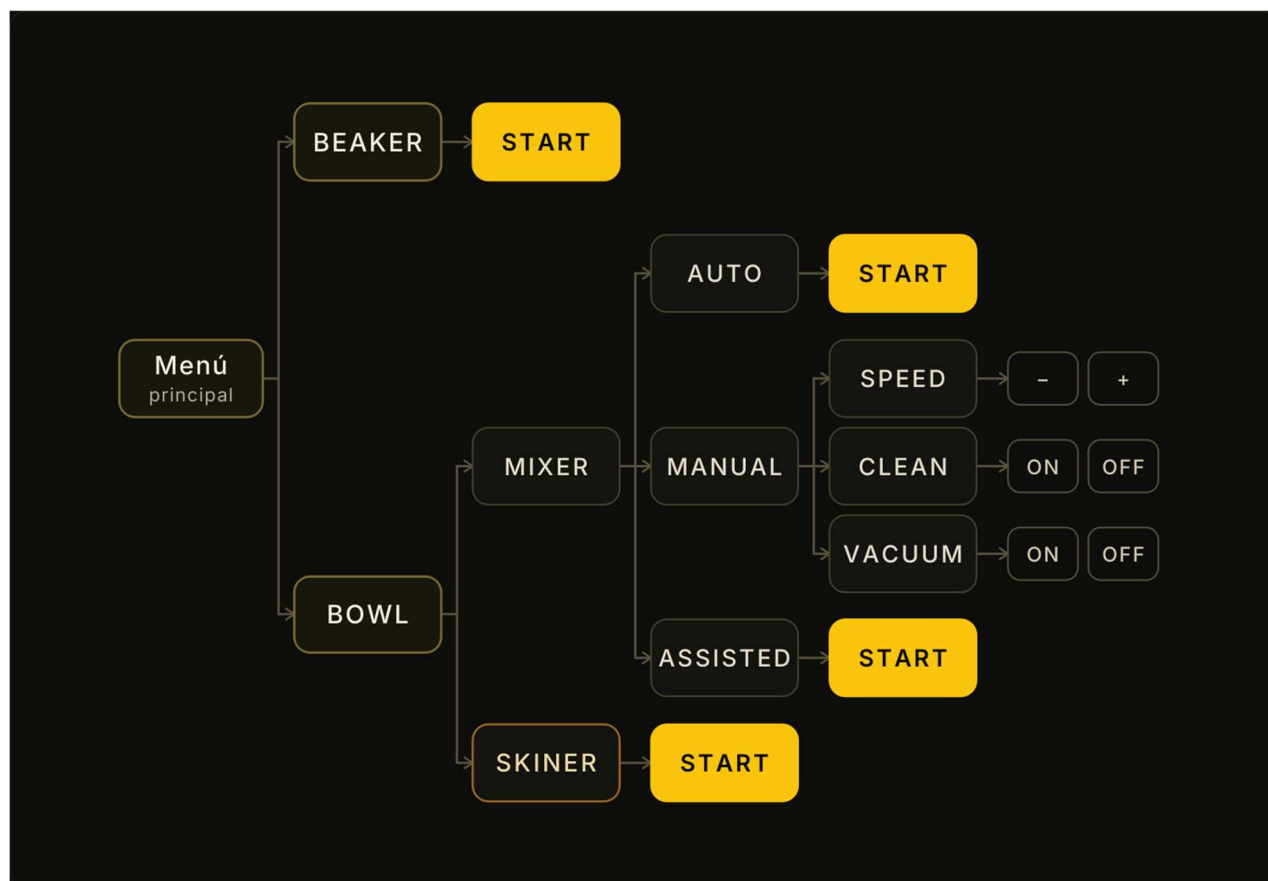 BEAKER
START
AUTO
START
Menú
principal
SPEED
–
+
MIXER
MANUAL
CLEAN
ON
OFF
VACUUM
ON
OFF
BOWL
ASSISTED
START
SKINER
START